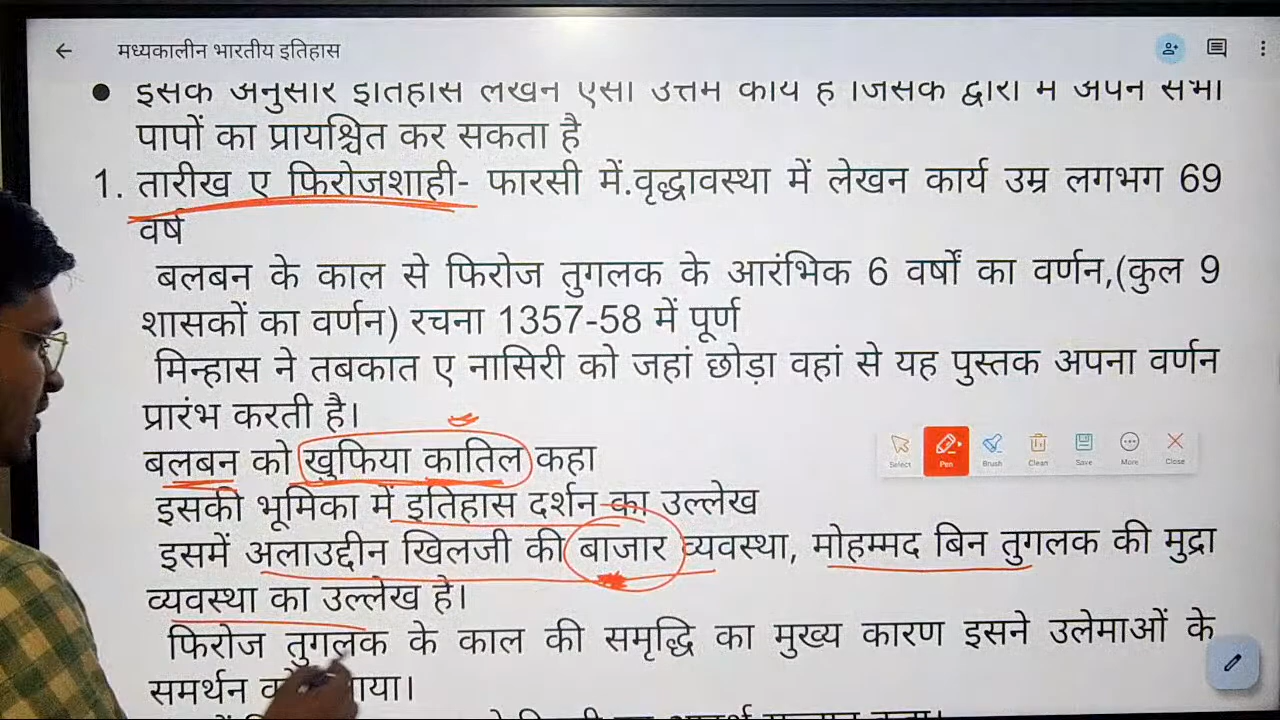 मध्यकालीन भारतीय इतिहास
पापों का प्रायश्चित कर सकता है
1. तारीख ए फिरोजशाही- फारसी में.वृद्धावस्था में लेखन कार्य उम्र लगभग 69
वर्ष
बलबन के काल से फिरोज तुगलक के आरंभिक 6 वर्षों का वर्णन,(कुल 9
शासकों का वर्णन) रचना 1357-58 में पूर्ण
मिन्हास ने तबकात ए नासिरी को जहां छोड़ा वहां से यह पुस्तक अपना वर्णन
प्रारंभ करती है।
बलबन को खुफिया कातिल कहा
इसकी भूमिका में इतिहास दर्शन का उल्लेख
इसमें अलाउद्दीन खिलजी की बाजार व्यवस्था, मोहम्मद बिन तुगलक की मुद्रा
व्यवस्था का उल्लेख है।
फिरोज तुगलक के काल की समृद्धि का मुख्य कारण इसने उलेमाओं के
समर्थन
Select Pen Brush Clean Save More Close